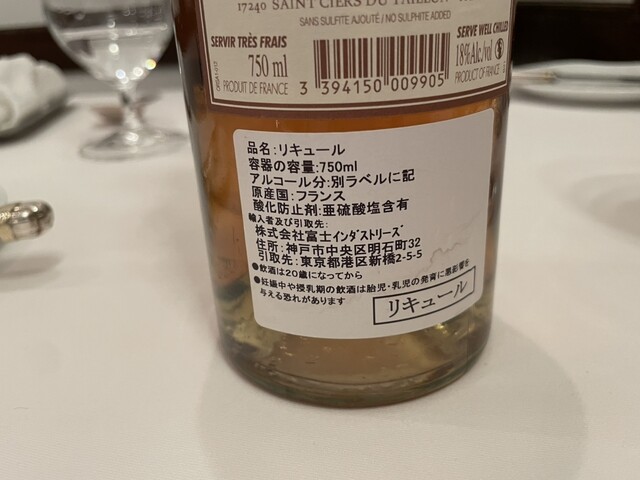 17240 SAINT CIERS DU TAILLON
SANS SULFITE AJOUTÉ / NO SULPHITE ADDED
SERVIR TRÈS FRAIS
750 ml
PRODUIT DE FRANCE
3 394150 009905
SERVE WELL CHILLED
18%Alc./vol
PRODUCT OF FRANCE
品名:リキュール
容器の容量:750ml
アルコール分:別ラベルに記
原産国:フランス
酸化防止剤:亜硫酸塩含有
輸入者及び引取先:
株式会社富士インダストリーズ
住所:神戸市中央区明石町32
引取先:東京都港区新橋2-5-5
●飲酒は20歳になってから
●妊娠中や授乳期の飲酒は胎児・乳児の発育に悪影響を
与える恐れがあります
リキュール